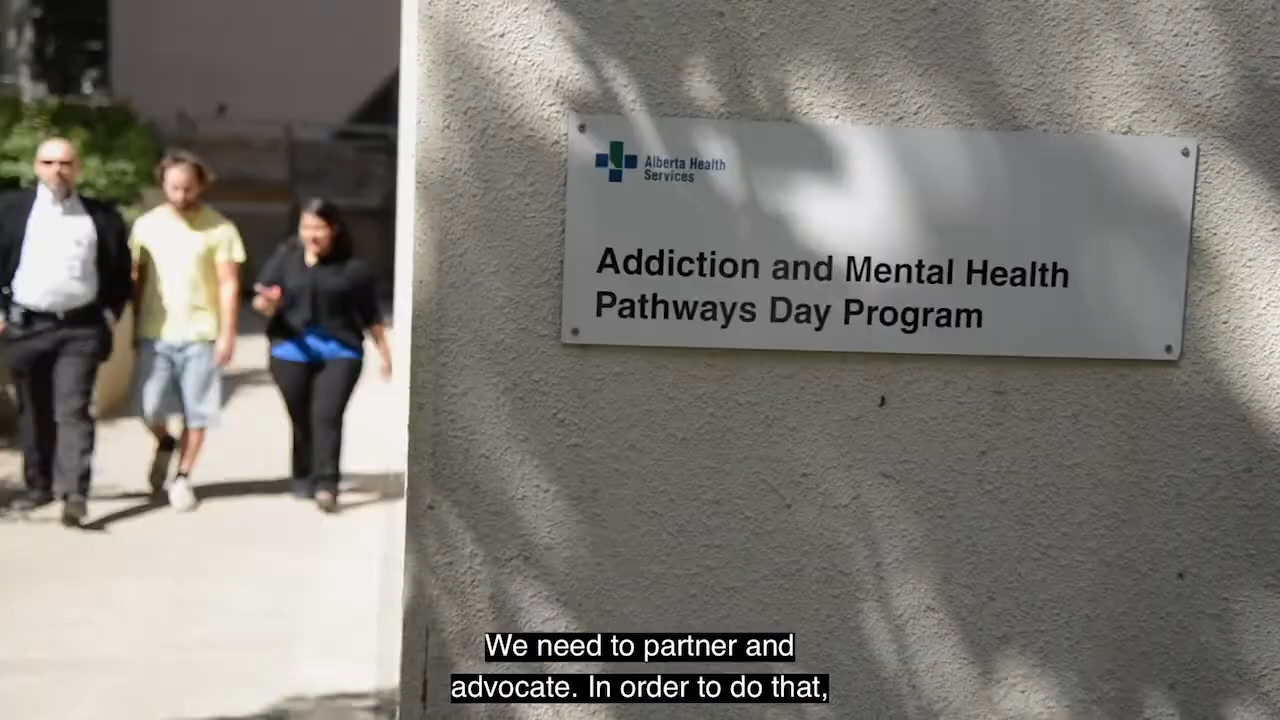 Alberta Health
Services
Addiction and Mental Health
Pathways Day Program
We need to partner and
advocate. In order to do that,